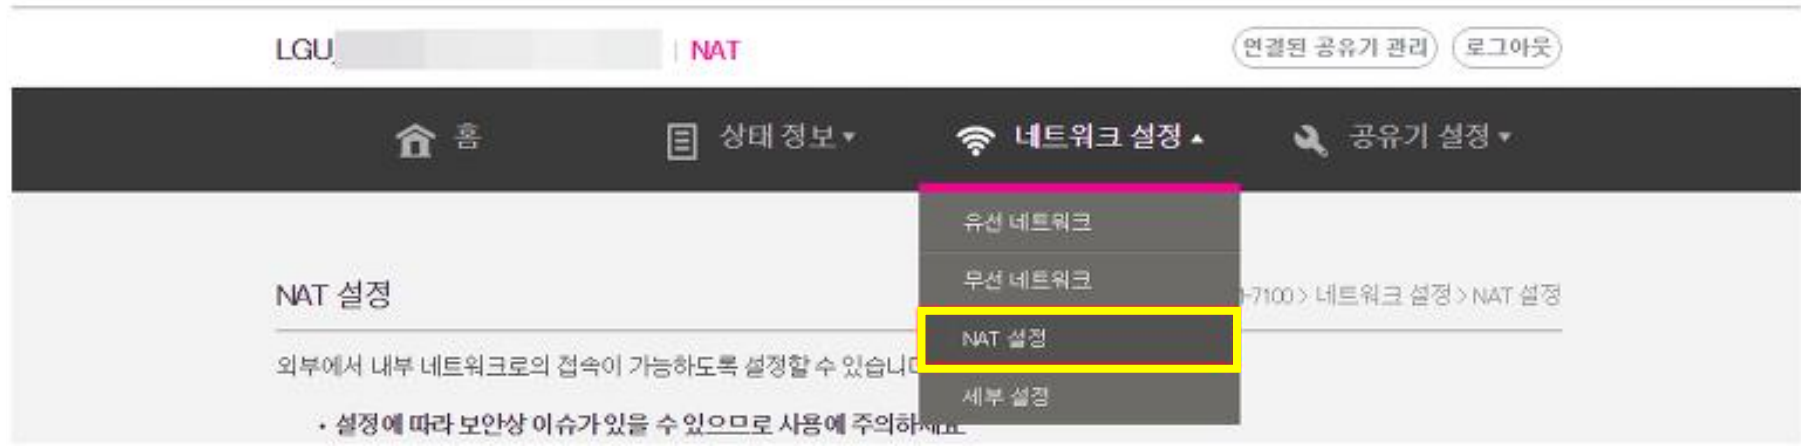 LGU | NAT
연결된 공유기 관리 로그아웃
홈 상태 정보▾ 네트워크 설정▴ 공유기 설정▾
유선 네트워크
무선 네트워크
NAT 설정
세부 설정
NAT 설정
-7100 > 네트워크 설정 > NAT 설정
외부에서 내부 네트워크로의 접속이 가능하도록 설정할 수 있습니
• 설정에 따라 보안상 이슈가 있을 수 있으므로 사용에 주의하